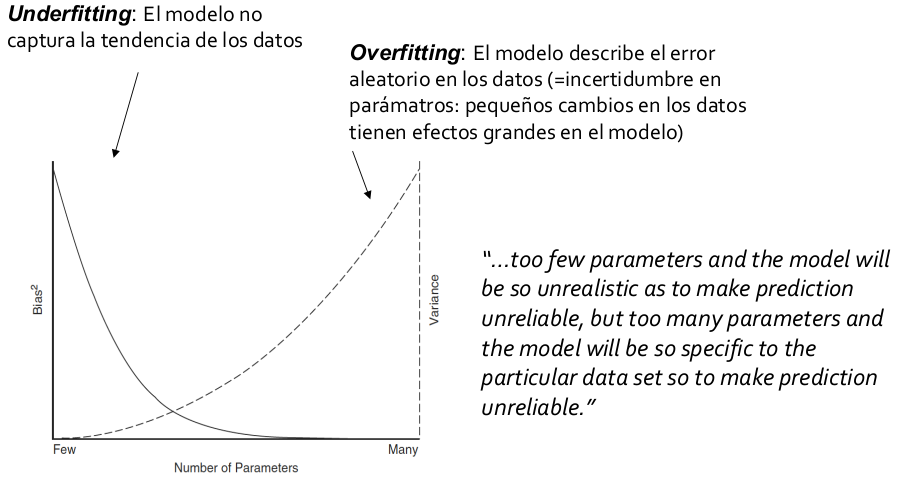 Underfitting: El modelo no
captura la tendencia de los datos
Overfitting: El modelo describe el error
aleatorio en los datos (=incertidumbre en
parámatros: pequeños cambios en los datos
tienen efectos grandes en el modelo)
Bias²
Variance
Few
Many
Number of Parameters
“...too few parameters and the model will
be so unrealistic as to make prediction
unreliable, but too many parameters and
the model will be so specific to the
particular data set so to make prediction
unreliable.”